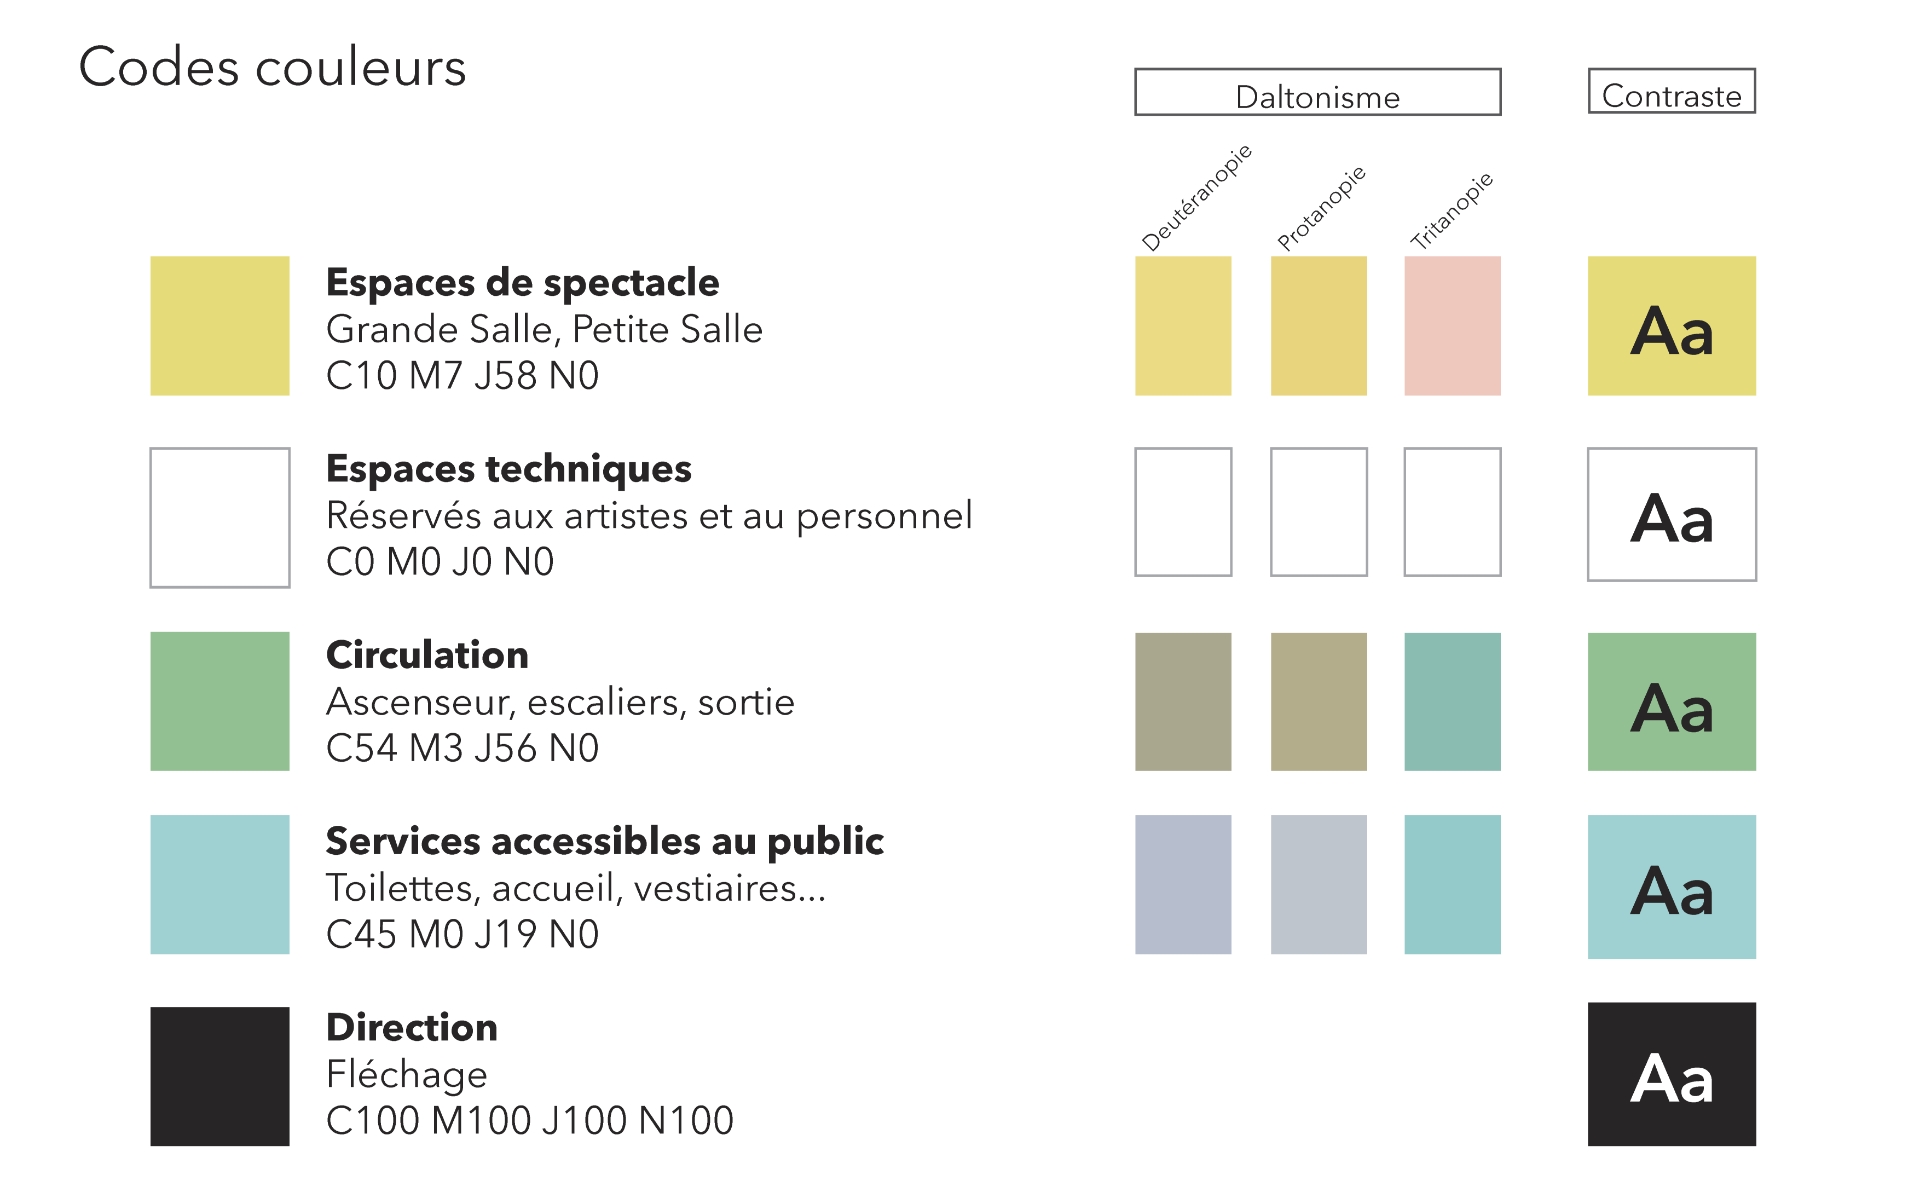 Codes couleurs
Daltonisme
Contraste
Deutéranopie
Protanopie
Tritanopie
Espaces de spectacle
Grande Salle, Petite Salle
C10 M7 J58 N0
Aa
Espaces techniques
Réservés aux artistes et au personnel
C0 M0 J0 N0
Aa
Circulation
Ascenseur, escaliers, sortie
C54 M3 J56 N0
Aa
Services accessibles au public
Toilettes, accueil, vestiaires...
C45 M0 J19 N0
Aa
Direction
Fléchage
C100 M100 J100 N100
Aa